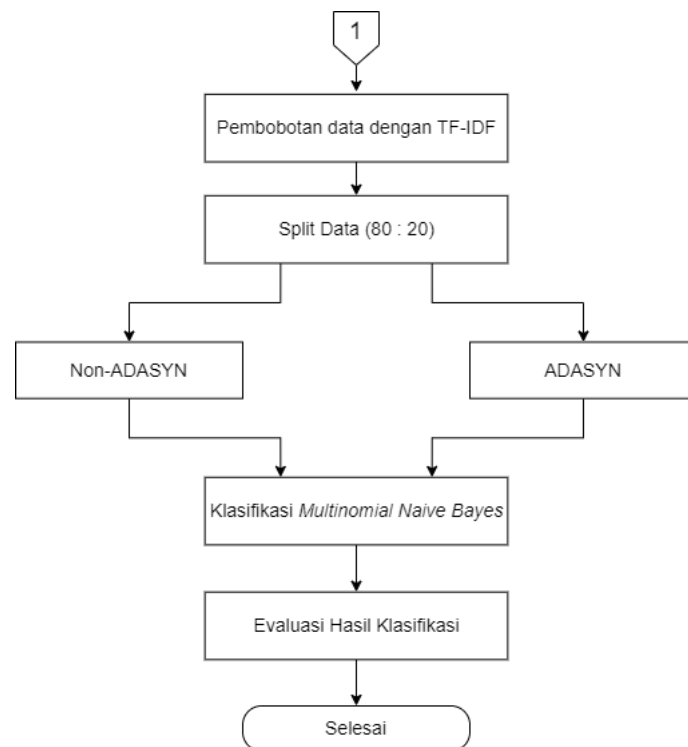 1
Pembobotan data dengan TF-IDF
Split Data (80 : 20)
Non-ADASYN
ADASYN
Klasifikasi Multinomial Naive Bayes
Evaluasi Hasil Klasifikasi
Selesai